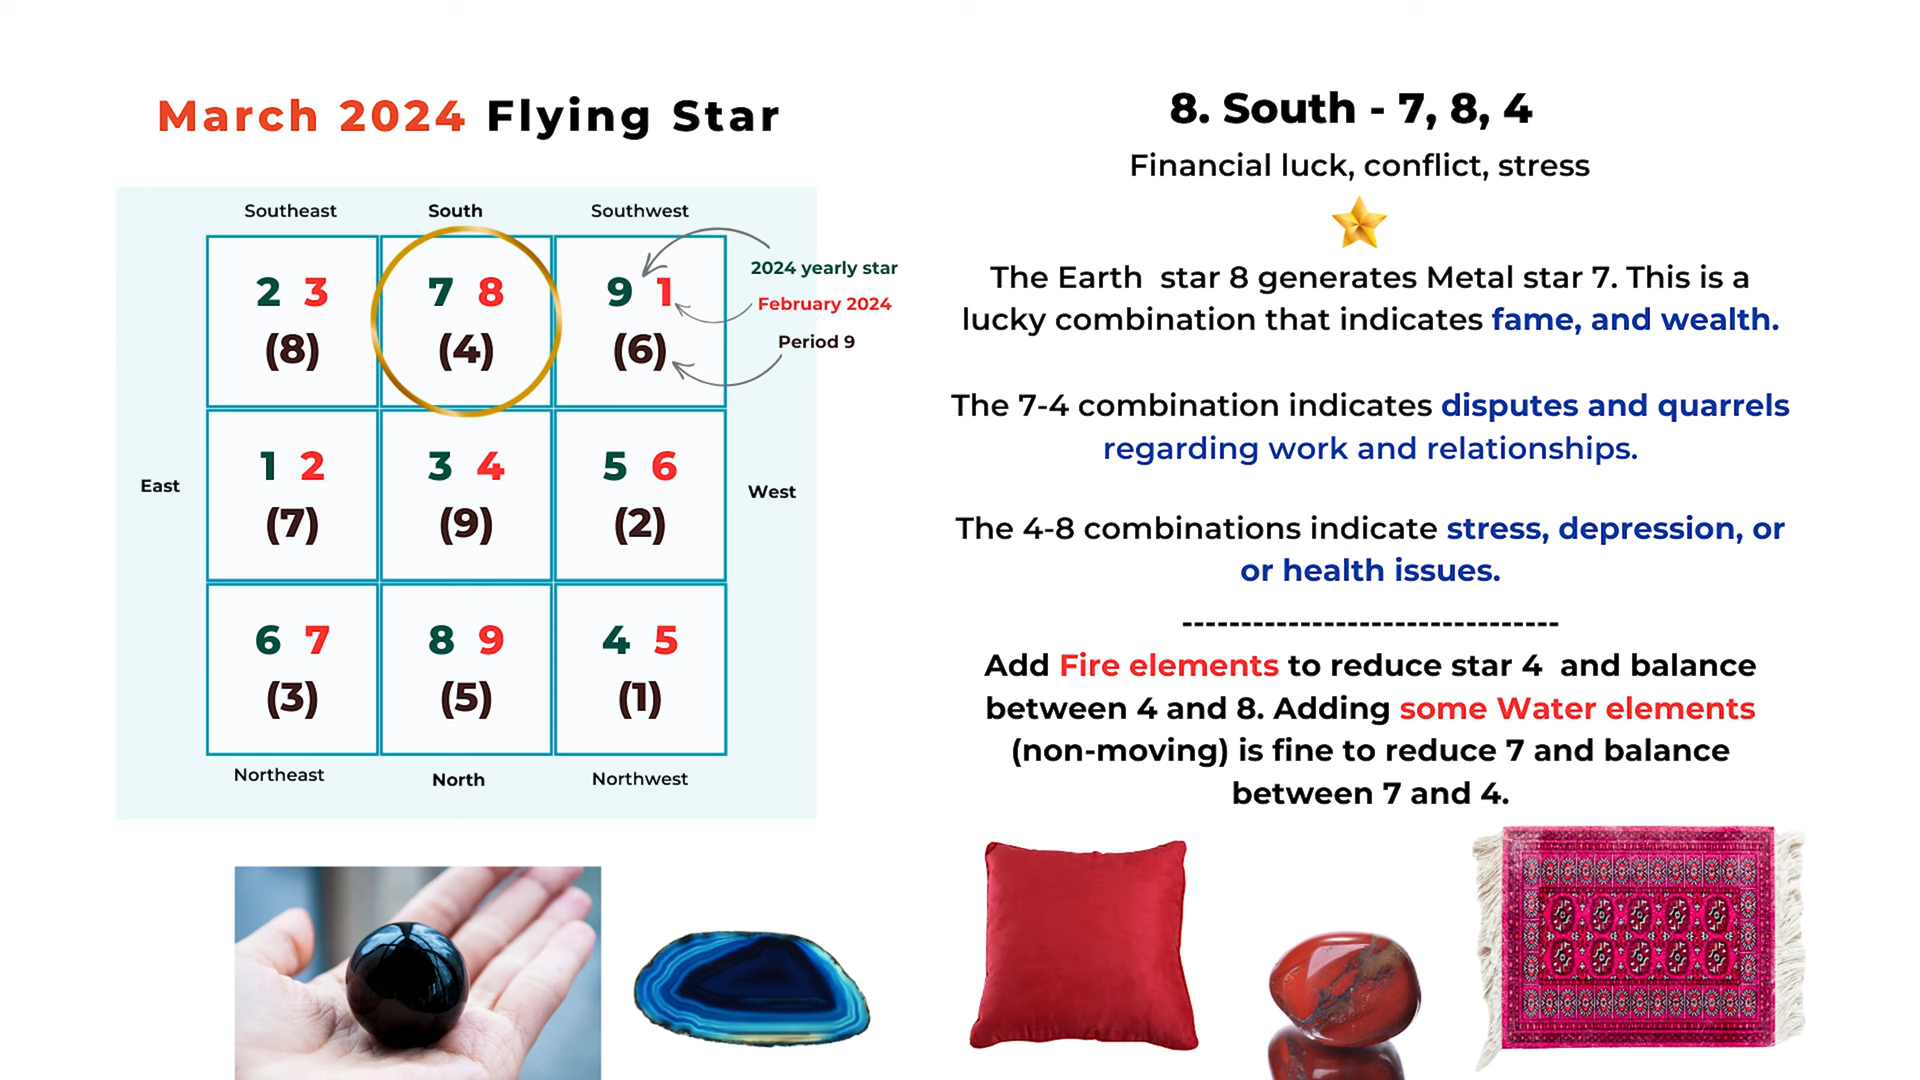 March 2024 Flying Star
Southeast South Southwest
2 3 7 8 9 1
(8) (4) (6)
2024 yearly star
February 2024
Period 9
East
1 2 3 4 5 6
(7) (9) (2)
West
6 7 8 9 4 5
(3) (5) (1)
Northeast North Northwest
8. South - 7, 8, 4
Financial luck, conflict, stress
The Earth star 8 generates Metal star 7. This is a
lucky combination that indicates fame, and wealth.
The 7-4 combination indicates disputes and quarrels
regarding work and relationships.
The 4-8 combinations indicate stress, depression, or
or health issues.
-------------------------------
Add Fire elements to reduce star 4 and balance
between 4 and 8. Adding some Water elements
(non-moving) is fine to reduce 7 and balance
between 7 and 4.